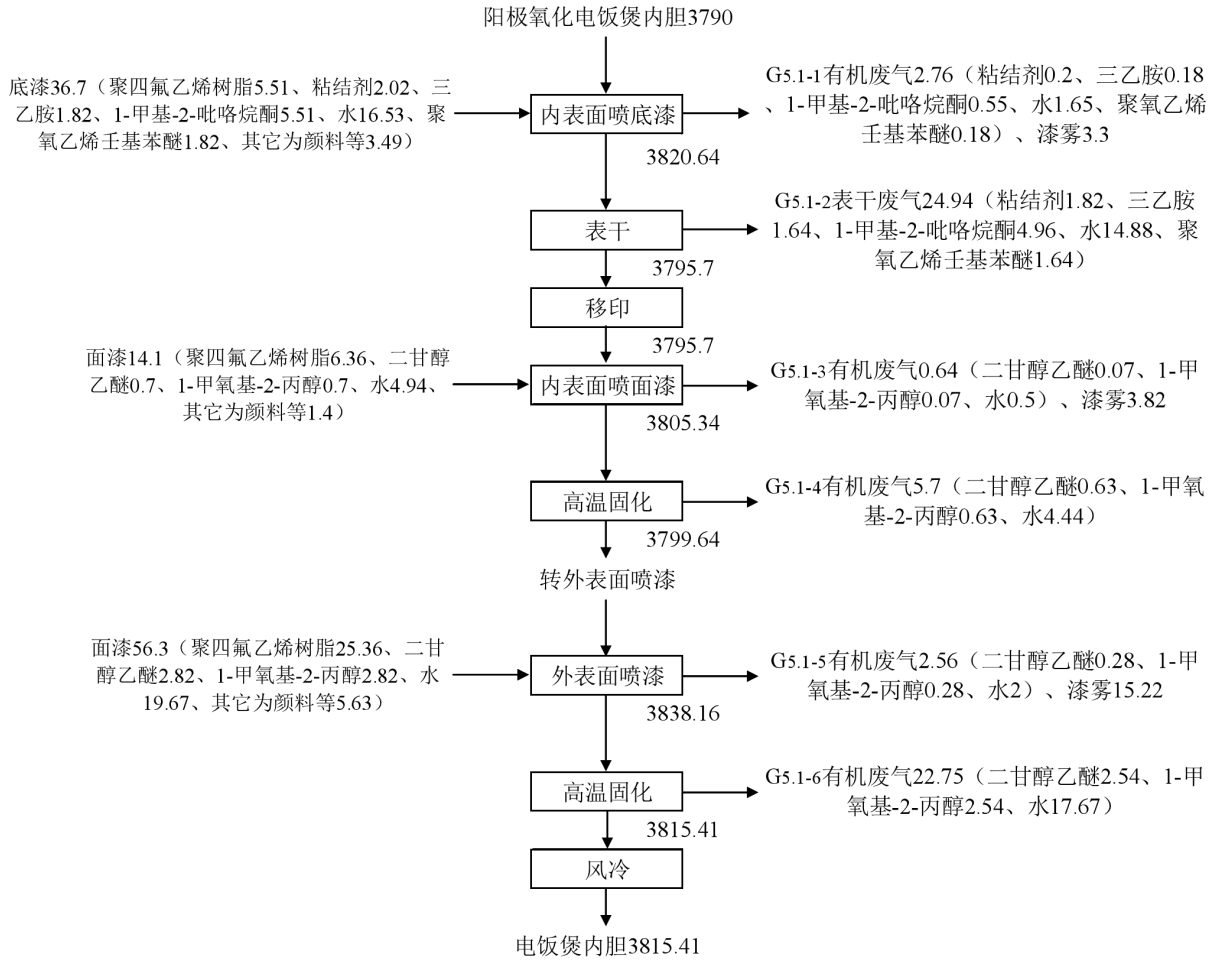 阳极氧化电饭煲内胆3790
底漆36.7（聚四氟乙烯树脂5.51、粘结剂2.02、三
乙胺1.82、1-甲基-2-吡咯烷酮5.51、水16.53、聚
氧乙烯壬基苯醚1.82、其它为颜料等3.49）
内表面喷底漆
G5.1-1有机废气2.76（粘结剂0.2、三乙胺0.18
、1-甲基-2-吡咯烷酮0.55、水1.65、聚氧乙烯
壬基苯醚0.18）、漆雾3.3
3820.64
表干
G5.1-2表干废气24.94（粘结剂1.82、三乙胺
1.64、1-甲基-2-吡咯烷酮4.96、水14.88、聚
氧乙烯壬基苯醚1.64）
3795.7
移印
3795.7
面漆14.1（聚四氟乙烯树脂6.36、二甘醇
乙醚0.7、1-甲氧基-2-丙醇0.7、水4.94、
其它为颜料等1.4）
内表面喷面漆
G5.1-3有机废气0.64（二甘醇乙醚0.07、1-甲
氧基-2-丙醇0.07、水0.5）、漆雾3.82
3805.34
高温固化
G5.1-4有机废气5.7（二甘醇乙醚0.63、1-甲氧
基-2-丙醇0.63、水4.44）
3799.64
转外表面喷漆
面漆56.3（聚四氟乙烯树脂25.36、二甘
醇乙醚2.82、1-甲氧基-2-丙醇2.82、水
19.67、其它为颜料等5.63）
外表面喷漆
G5.1-5有机废气2.56（二甘醇乙醚0.28、1-甲
氧基-2-丙醇0.28、水2）、漆雾15.22
3838.16
高温固化
G5.1-6有机废气22.75（二甘醇乙醚2.54、1-甲
氧基-2-丙醇2.54、水17.67）
3815.41
风冷
电饭煲内胆3815.41